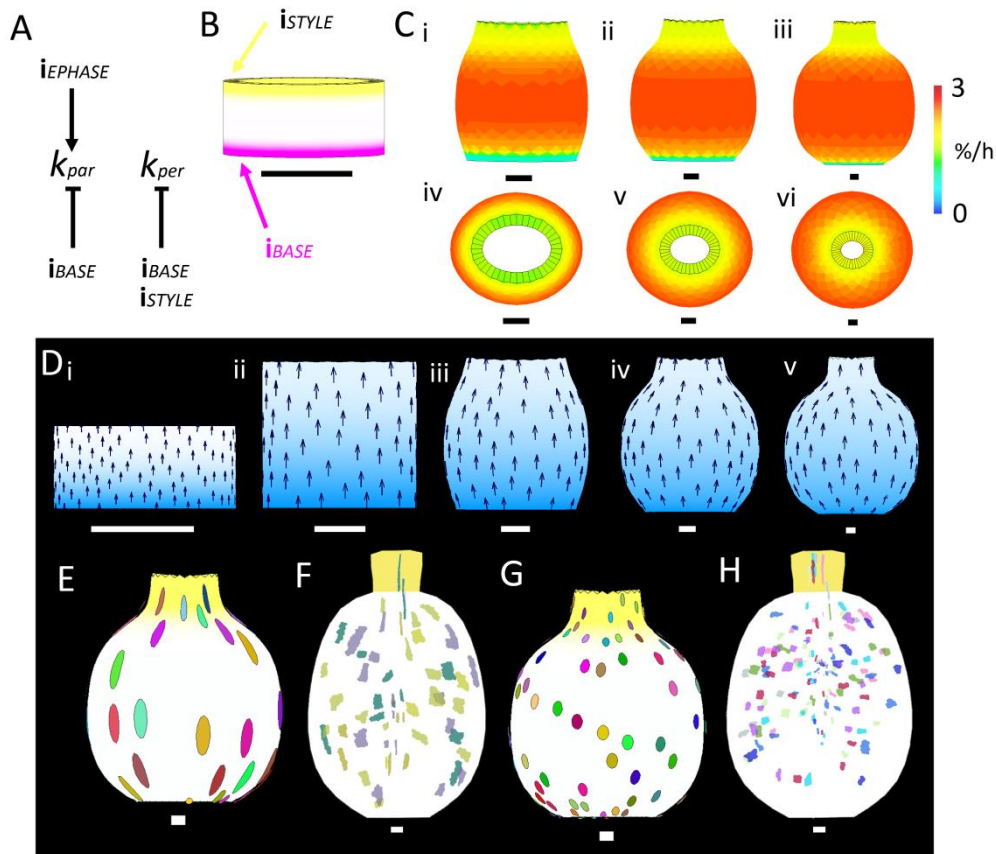 A
B
C
iEPHASE
kpar
kper
iBASE
iBASE
iSTYLE
iSTYLE
iBASE
i
ii
iii
iv
v
vi
3
%/h
0
D
i
ii
iii
iv
v
E
F
G
H